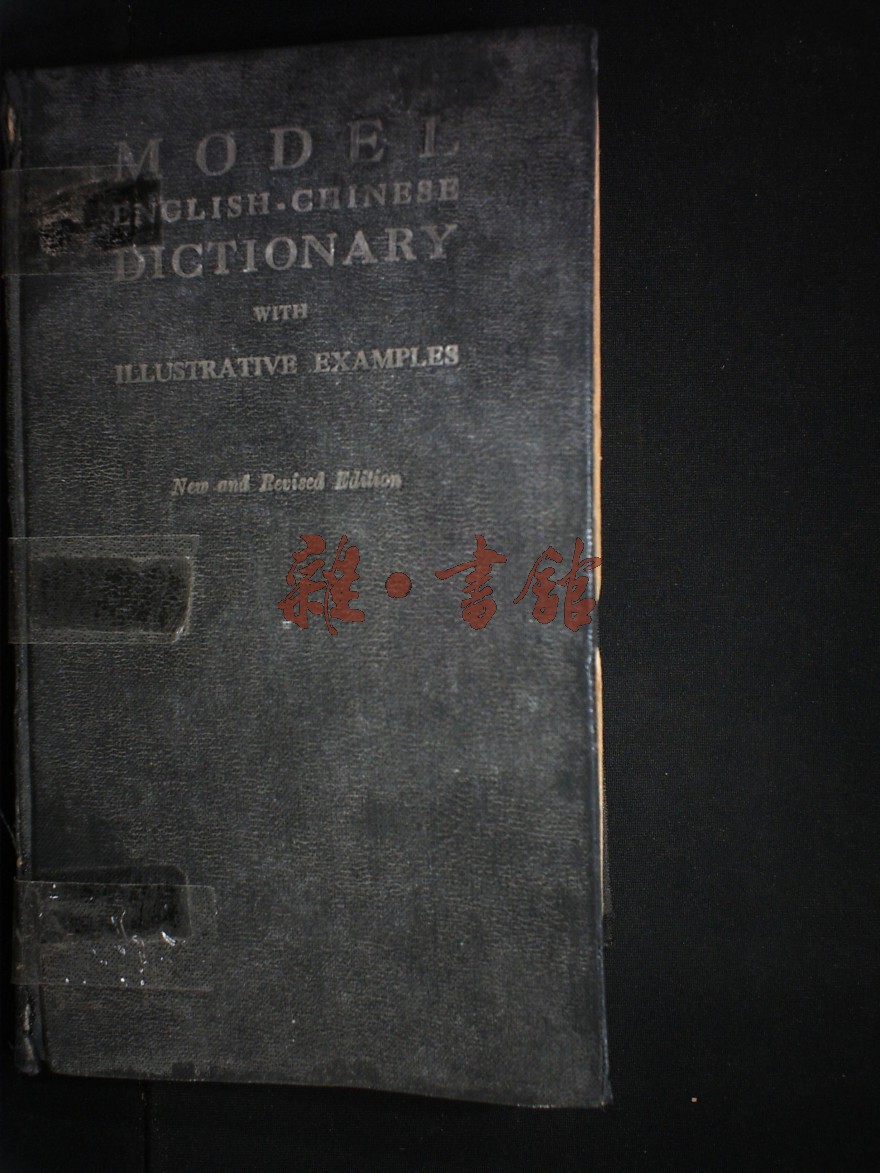 MODEL
ENGLISH-CHINESE
DICTIONARY
WITH
ILLUSTRATIVE EXAMPLES
New and Revised Edition
雜·書館